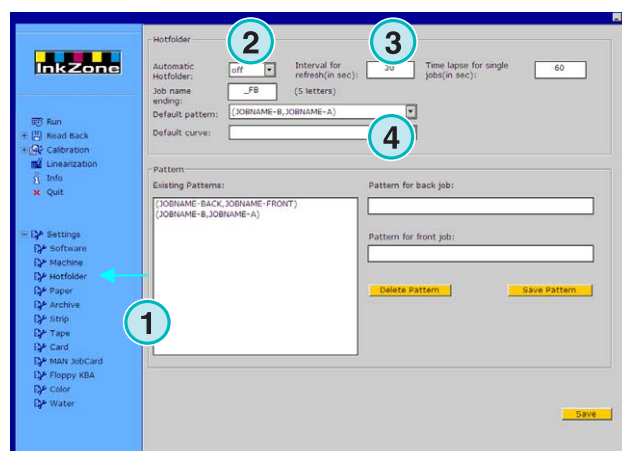 InkZone
Run
Read Back
Calibration
Linearization
Info
Quit
Settings
Software
Machine
Hotfolder
Paper
Archive
Strip
Tape
Card
MAN JobCard
Floppy KBA
Color
Water
1
Hotfolder
2
3
Automatic Hotfolder:
off
Interval for refresh(in sec):
30
Time lapse for single jobs(in sec):
60
Job name ending:
_FB
(5 letters)
Default pattern:
(JOBNAME-B,JOBNAME-A)
Default curve:
4
Pattern
Existing Patterns:
(JOBNAME-BACK,JOBNAME-FRONT)
(JOBNAME-B,JOBNAME-A)
Pattern for back job:
Pattern for front job:
Delete Pattern
Save Pattern
Save